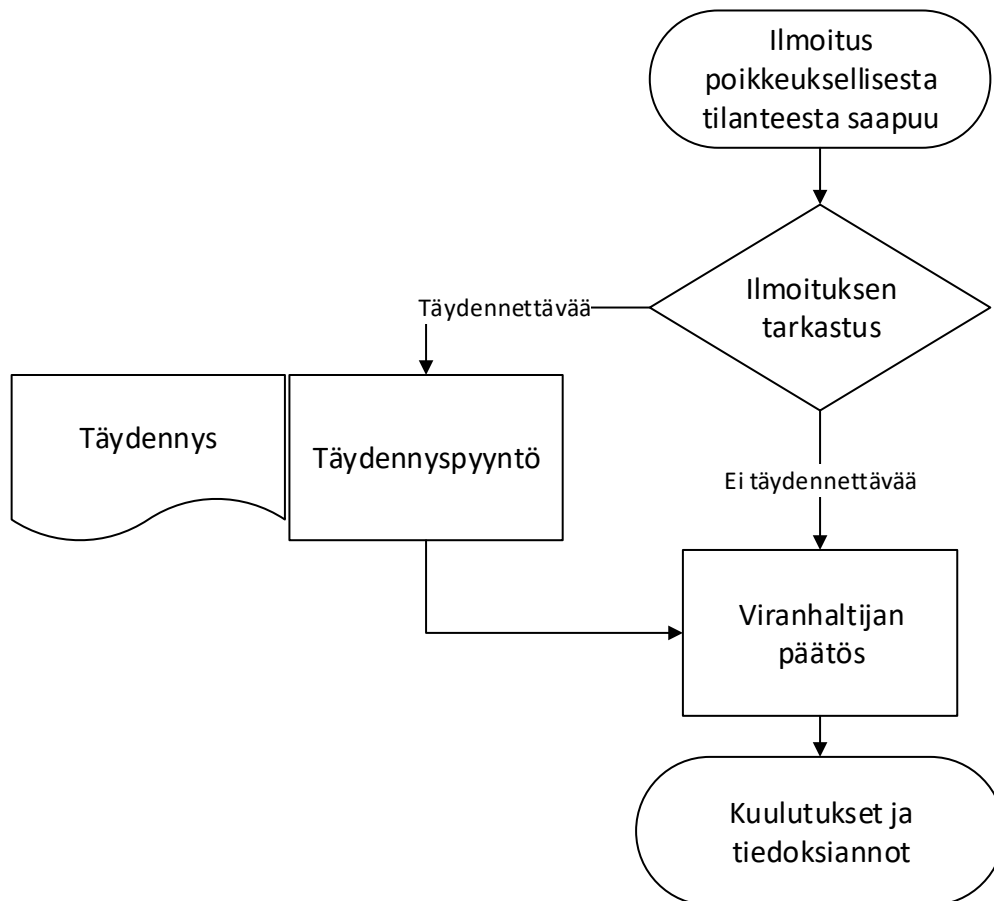 Ilmoitus
poikkeuksellisesta
tilanteesta saapuu
Ilmoituksen
tarkastus
Täydennettävää
Täydennys
Täydennyspyyntö
Ei täydennettävää
Viranhaltijan
päätös
Kuulutukset ja
tiedoksiannot